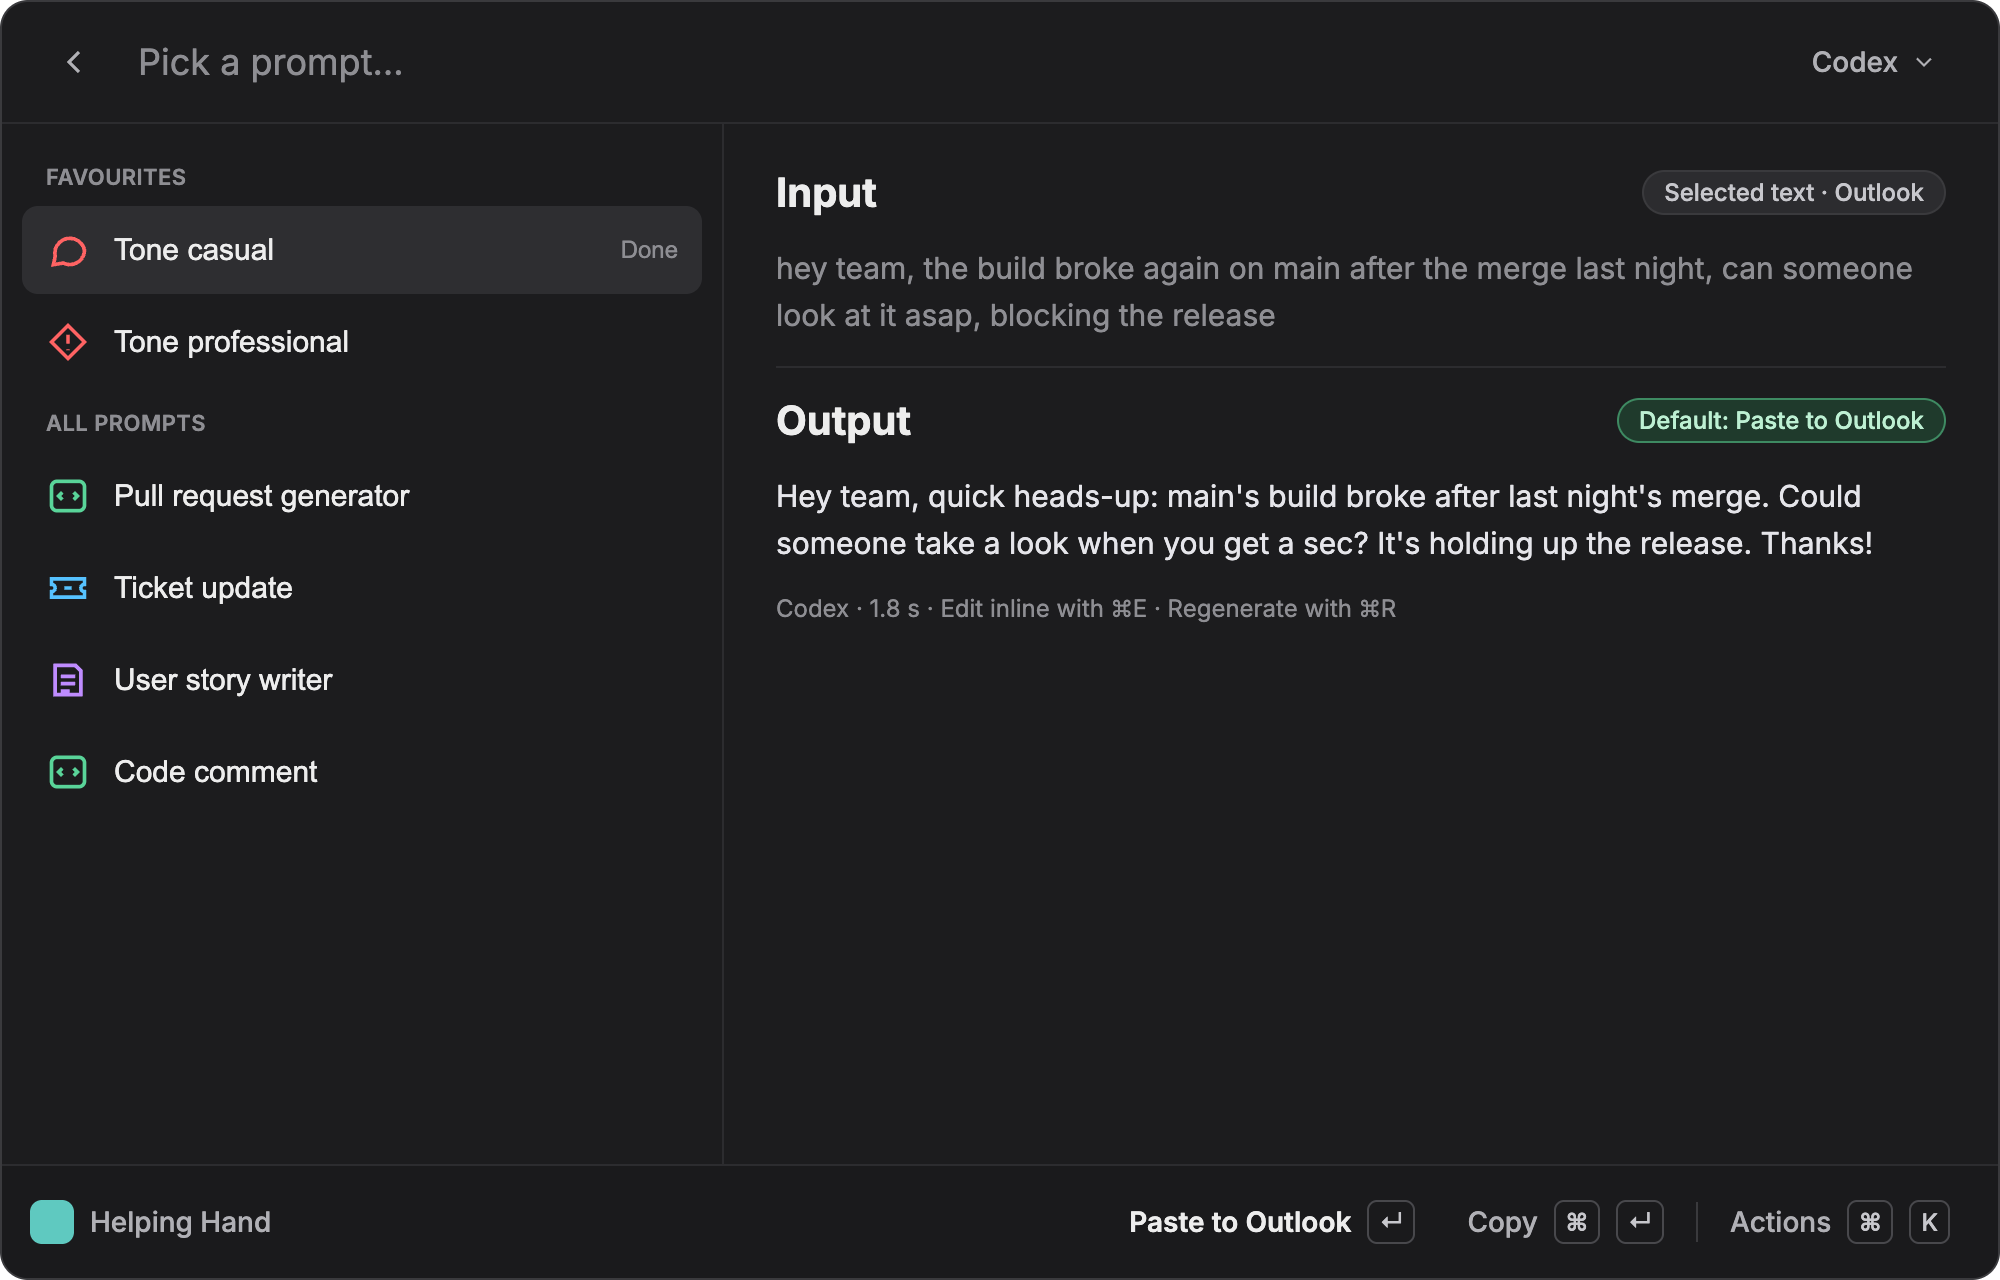 Pick a prompt...
Codex
FAVOURITES
Tone casual
Done
Tone professional
ALL PROMPTS
Pull request generator
Ticket update
User story writer
Code comment
Input
Selected text · Outlook
hey team, the build broke again on main after the merge last night, can someone
look at it asap, blocking the release
Output
Default: Paste to Outlook
Hey team, quick heads-up: main's build broke after last night's merge. Could
someone take a look when you get a sec? It's holding up the release. Thanks!
Codex · 1.8 s · Edit inline with ⌘E · Regenerate with ⌘R
Helping Hand
Paste to Outlook ↵
Copy ⌘ ↵
Actions ⌘ K